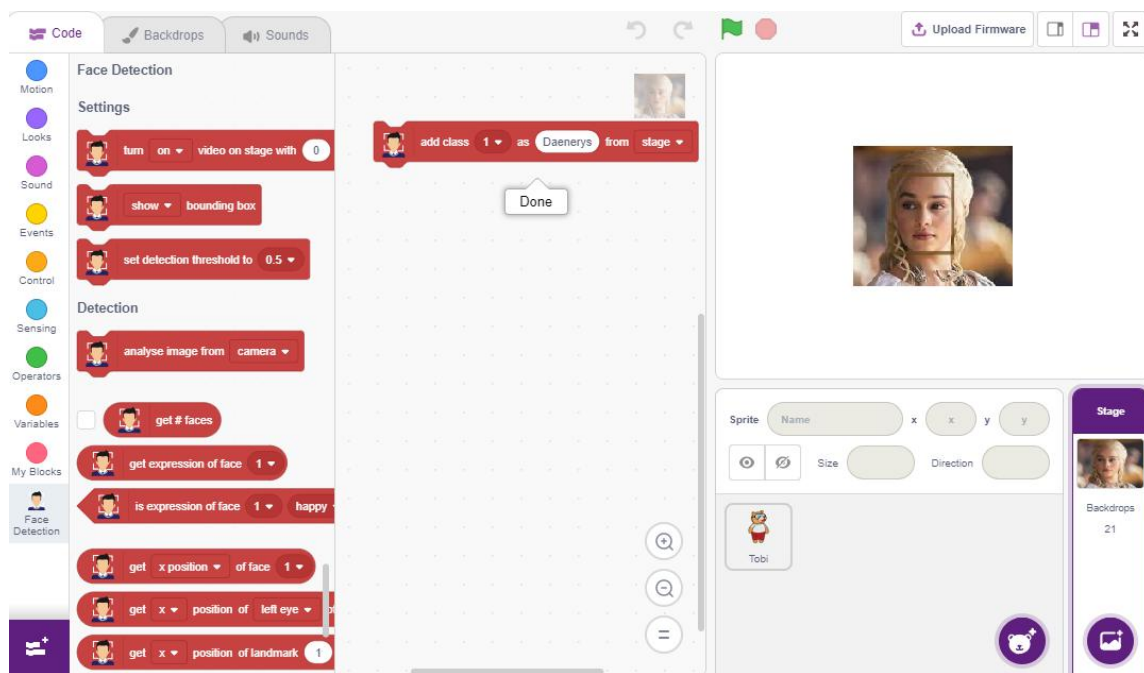 Code
Backdrops
Sounds
Upload Firmware
Motion
Looks
Sound
Events
Control
Sensing
Operators
Variables
My Blocks
Face
Detection
Face Detection
Settings
turn on video on stage with 0
show bounding box
set detection threshold to 0.5
Detection
analyse image from camera
get # faces
get expression of face 1
is expression of face 1 happy
get x position of face 1
get x position of left eye
get x position of landmark 1
add class 1 as Daenerys from stage
Done
Sprite Name x x y y
Size Direction
Tobi
Stage
Backdrops
21